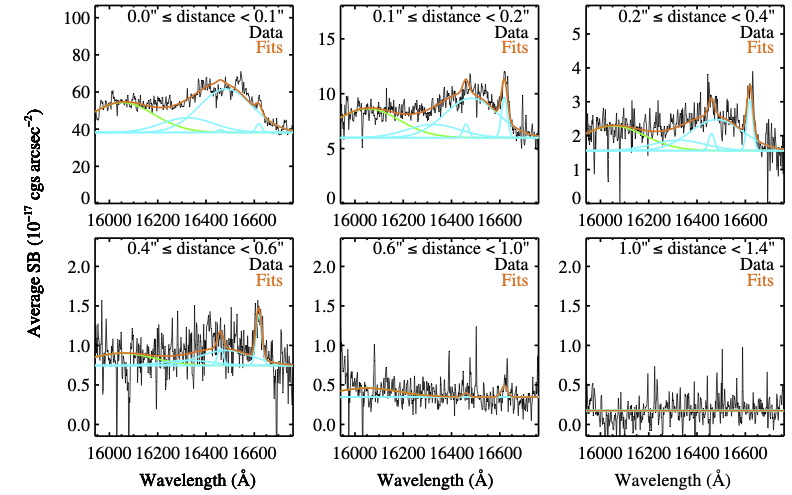 0.0" ≤ distance < 0.1"
Data
Fits
100
80
60
40
20
0
16000 16200 16400 16600
0.1" ≤ distance < 0.2"
Data
Fits
15
10
5
0
16000 16200 16400 16600
0.2" ≤ distance < 0.4"
Data
Fits
5
4
3
2
1
0
16000 16200 16400 16600
Average SB (10⁻¹⁷ cgs arcsec⁻²)
0.4" ≤ distance < 0.6"
Data
Fits
2.0
1.5
1.0
0.5
0.0
16000 16200 16400 16600
Wavelength (Å)
0.6" ≤ distance < 1.0"
Data
Fits
2.0
1.5
1.0
0.5
0.0
16000 16200 16400 16600
Wavelength (Å)
1.0" ≤ distance < 1.4"
Data
Fits
2.0
1.5
1.0
0.5
0.0
16000 16200 16400 16600
Wavelength (Å)